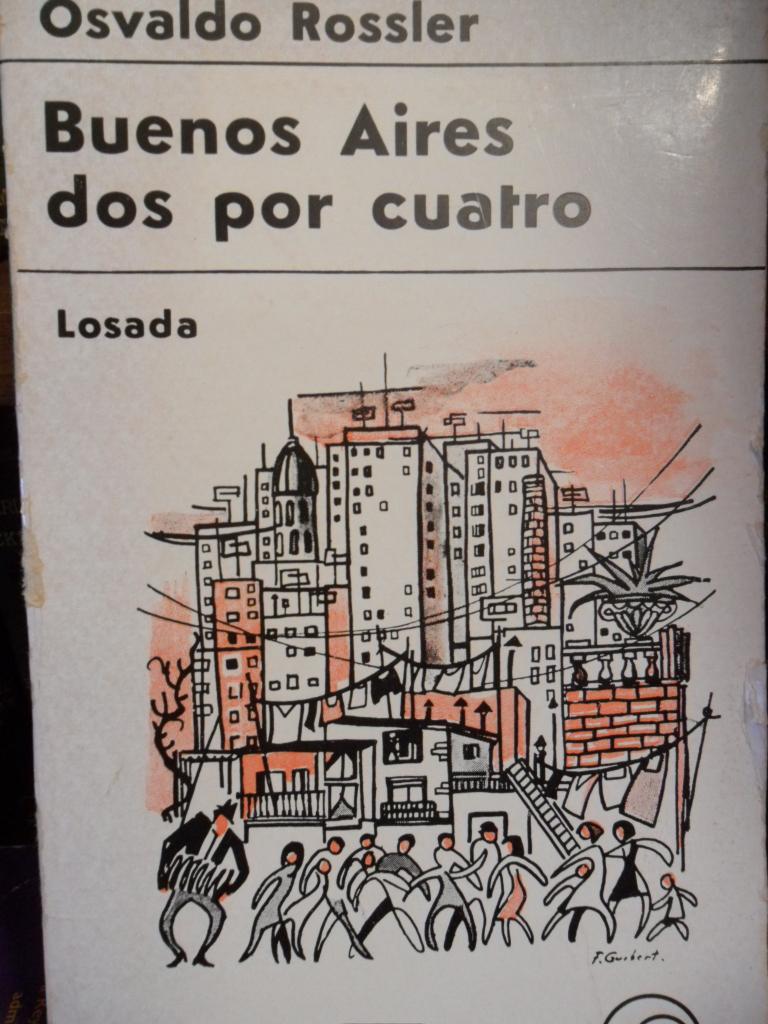 Osvaldo Rossler
Buenos Aires
dos por cuatro
Losada
F. Guibert.